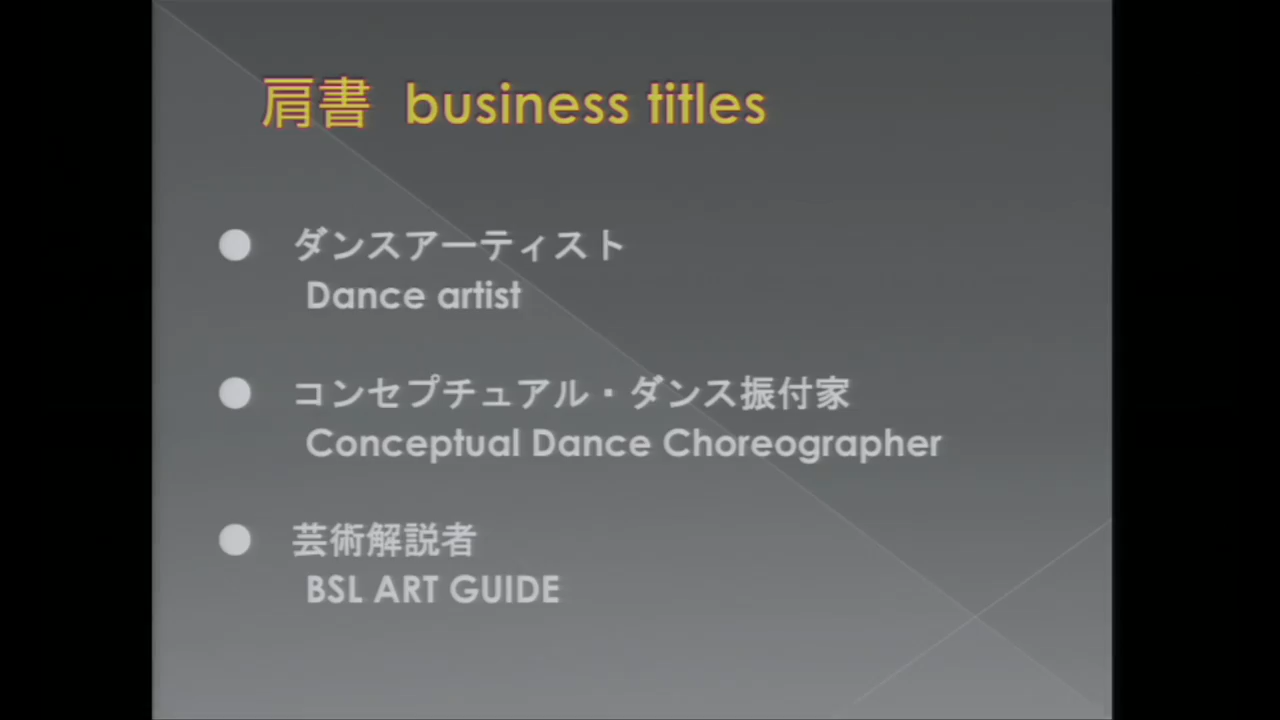 肩書 business titles
ダンスアーティスト
Dance artist
コンセプチュアル・ダンス振付家
Conceptual Dance Choreographer
芸術解説者
BSL ART GUIDE